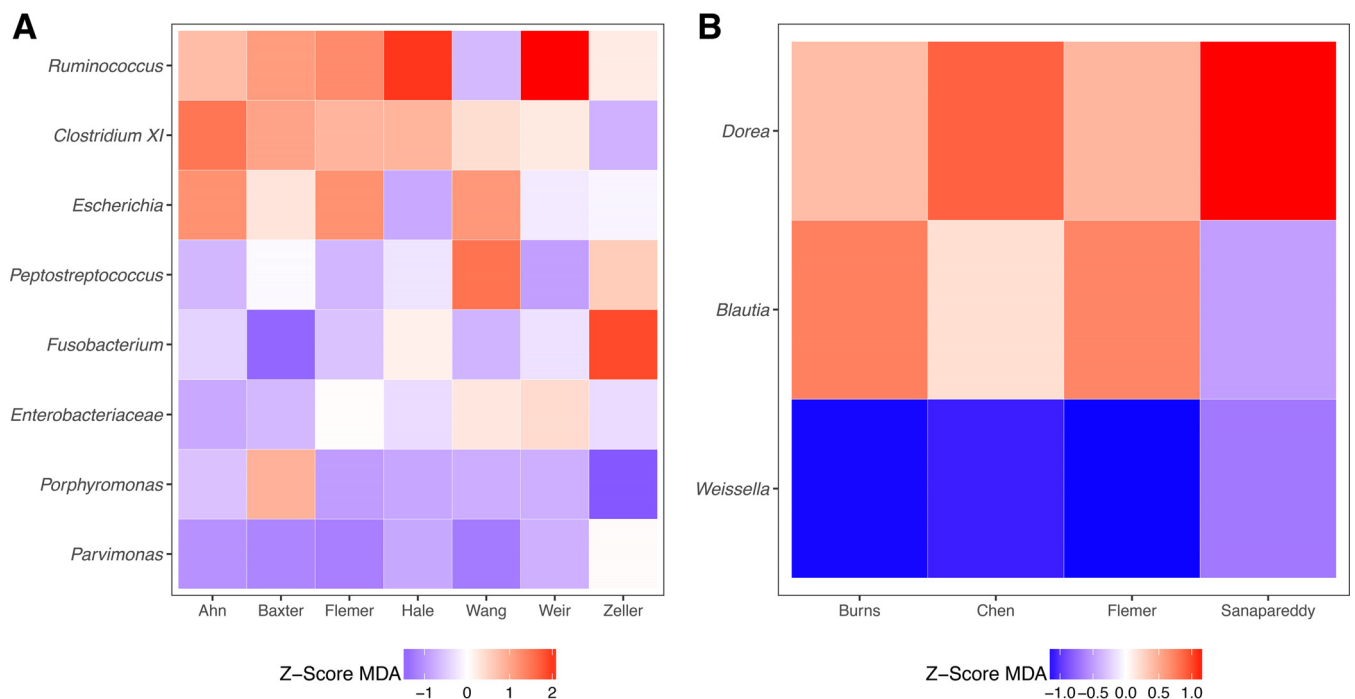 A
Ruminococcus
Clostridium XI
Escherichia
Peptostreptococcus
Fusobacterium
Enterobacteriaceae
Porphyromonas
Parvimonas
Ahn Baxter Flemer Hale Wang Weir Zeller
Z−Score MDA
−1 0 1 2
B
Dorea
Blautia
Weissella
Burns Chen Flemer Sanapareddy
Z−Score MDA
−1.0 −0.5 0.0 0.5 1.0